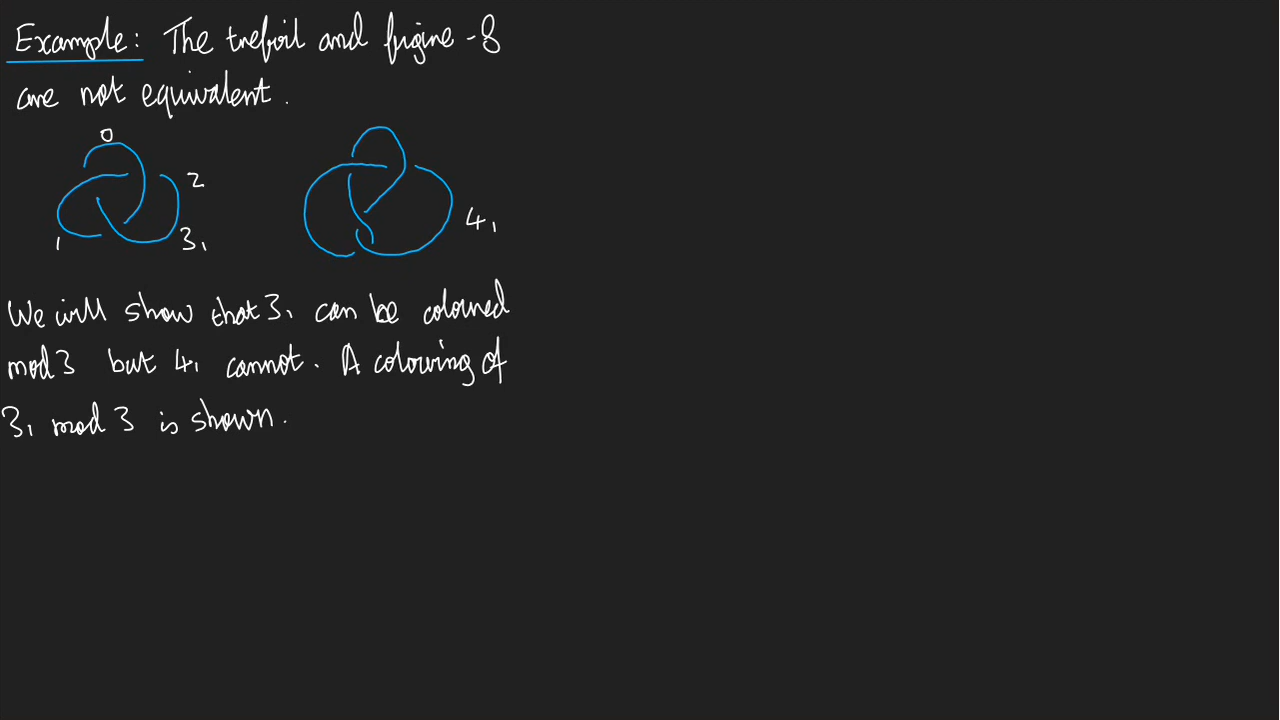 Example: The trefoil and figure-8
are not equivalent.
0
2
1
3₁
4₁
We will show that 3₁ can be coloured
mod 3 but 4₁ cannot. A colouring of
3₁ mod 3 is shown.